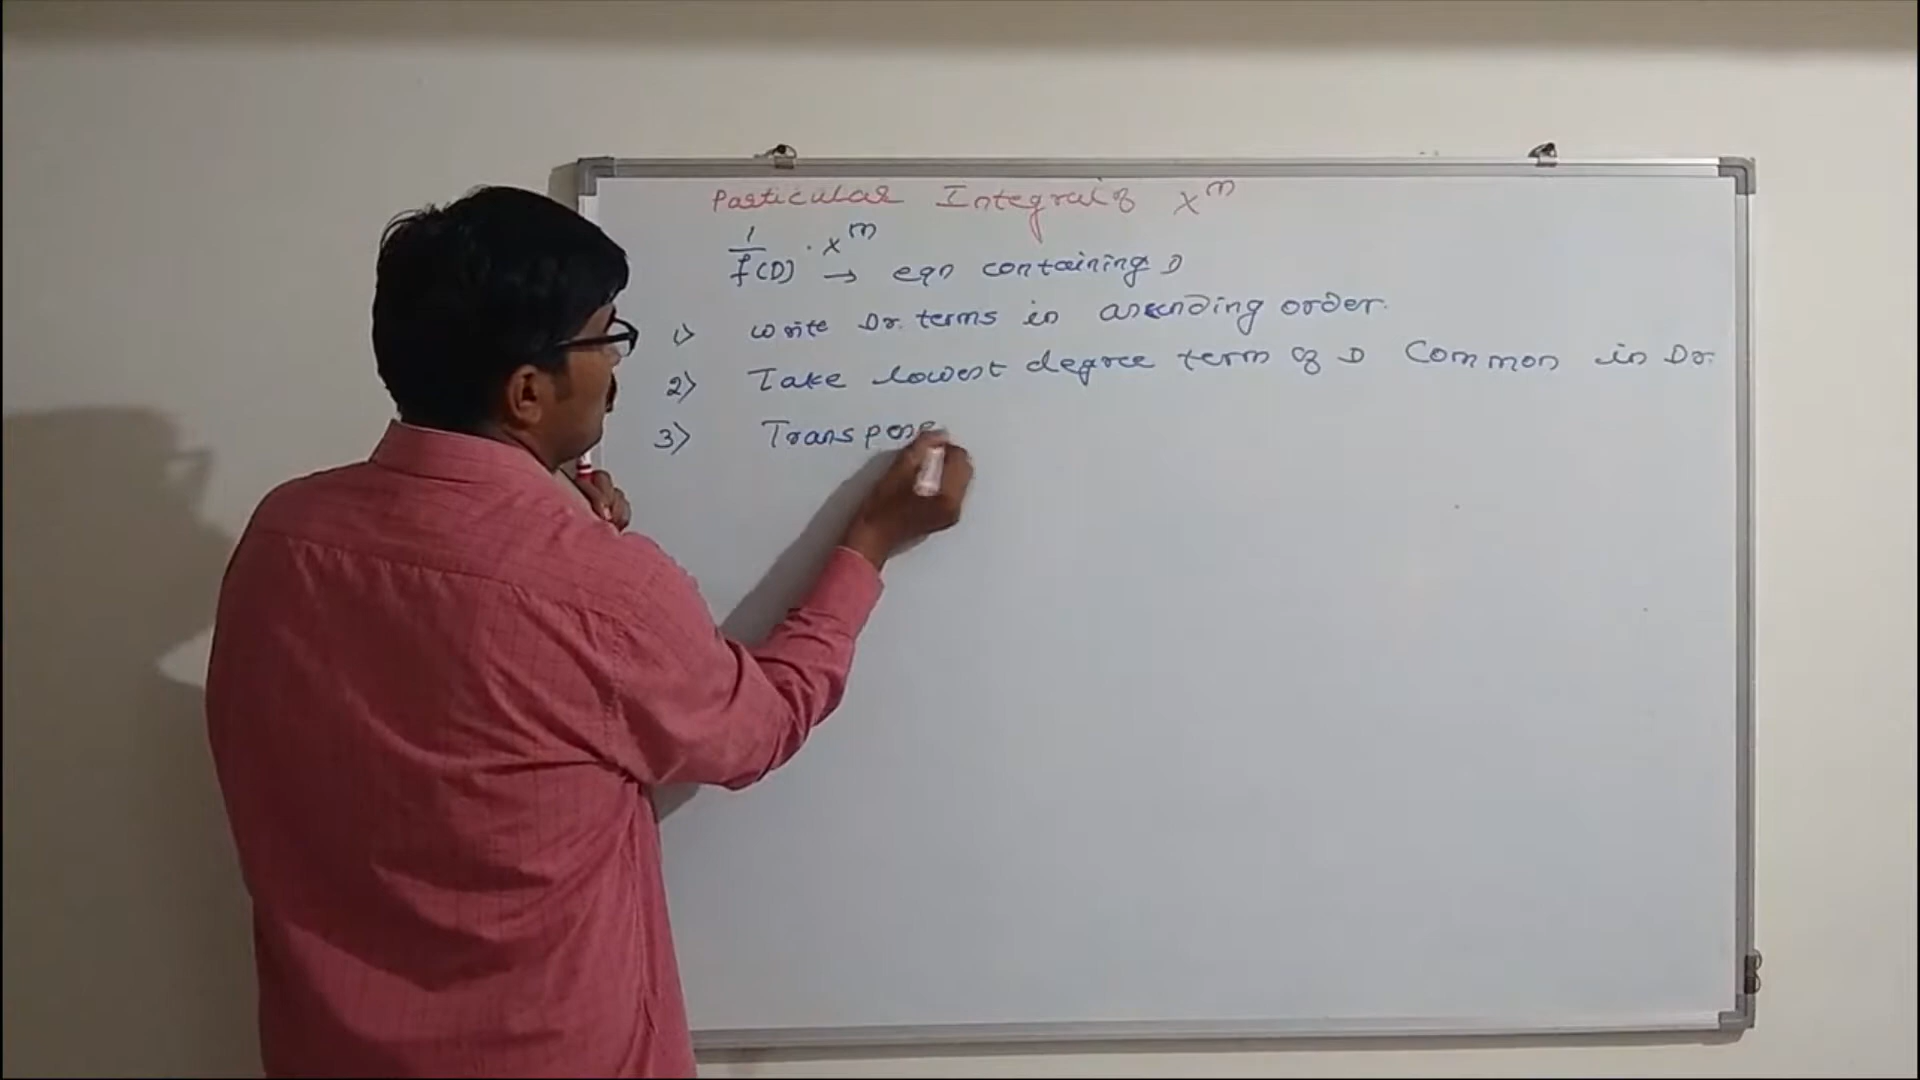 Particular Integral of x^m
1/f(D) . x^m → eqn containing D
1) write Dr. terms in ascending order.
2) Take lowest degree term of D common in Dr.
3) Transpose